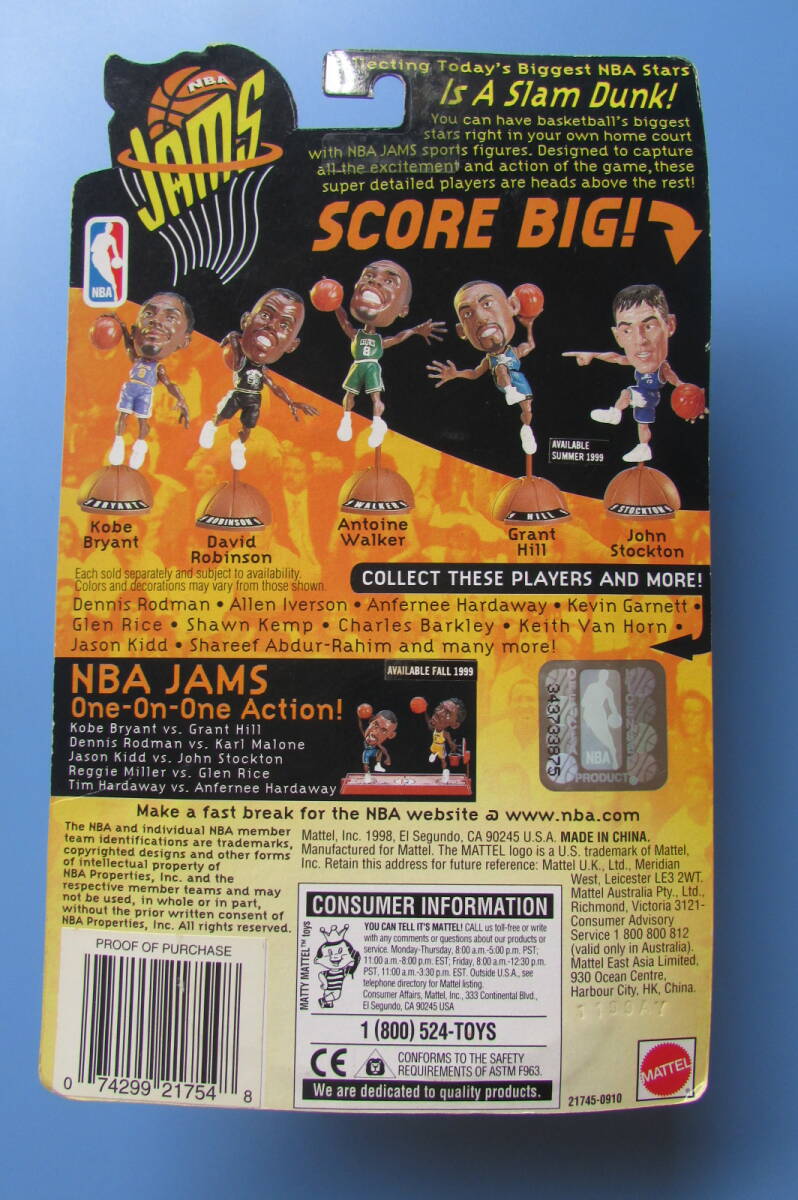 NBA
JAMS
Today's Biggest NBA Stars
Is A Slam Dunk!
You can have basketball's biggest
stars right in your own home court
with NBA JAMS sports figures. Designed to capture
all the excitement and action of the game, these
super detailed players are heads above the rest!
SCORE BIG!
NBA
CELTICS
8
8
AVAILABLE
SUMMER 1999
BRYANT
ROBINSON
WALKER
HILL
STOCKTON
Kobe
Bryant
David
Robinson
Antoine
Walker
Grant
Hill
John
Stockton
Each sold separately and subject to availability.
Colors and decorations may vary from those shown.
COLLECT THESE PLAYERS AND MORE!
Dennis Rodman • Allen Iverson • Anfernee Hardaway • Kevin Garnett •
Glen Rice • Shawn Kemp • Charles Barkley • Keith Van Horn •
Jason Kidd • Shareef Abdur-Rahim and many more!
NBA JAMS
One-On-One Action!
AVAILABLE FALL 1999
Kobe Bryant vs. Grant Hill
Dennis Rodman vs. Karl Malone
Jason Kidd vs. John Stockton
Reggie Miller vs. Glen Rice
Tim Hardaway vs. Anfernee Hardaway
343733875
NBA
PRODUCT
Make a fast break for the NBA website @ www.nba.com
The NBA and individual NBA member
team identifications are trademarks,
copyrighted designs and other forms
of intellectual property of
NBA Properties, Inc. and the
respective member teams and may
not be used, in whole or in part,
without the prior written consent of
NBA Properties, Inc. All rights reserved.
Mattel, Inc. 1998, El Segundo, CA 90245 U.S.A. MADE IN CHINA.
Manufactured for Mattel. The MATTEL logo is a U.S. trademark of Mattel,
Inc. Retain this address for future reference: Mattel U.K., Ltd., Meridian
West, Leicester LE3 2WT.
Mattel Australia Pty., Ltd.,
Richmond, Victoria 3121-
Consumer Advisory
Service 1 800 800 812
(valid only in Australia).
Mattel East Asia Limited,
930 Ocean Centre,
Harbour City, HK, China.
CONSUMER INFORMATION
MATTY MATTEL™ toys
YOU CAN TELL IT'S MATTEL! CALL us toll-free or write
with any comments or questions about our products or
service. Monday-Thursday, 8:00 a.m.-5:00 p.m. PST;
11:00 a.m.-8:00 p.m. EST; Friday, 8:00 a.m.-12:30 p.m.
PST, 11:00 a.m.-3:30 p.m. EST. Outside U.S.A., see
telephone directory for Mattel listing.
Consumer Affairs, Mattel, Inc., 333 Continental Blvd.,
El Segundo, CA 90245 USA
1 (800) 524-TOYS
CE
CONFORMS TO THE SAFETY
REQUIREMENTS OF ASTM F963.
We are dedicated to quality products.
PROOF OF PURCHASE
0 74299 21754 8
MATTEL
21745-0910